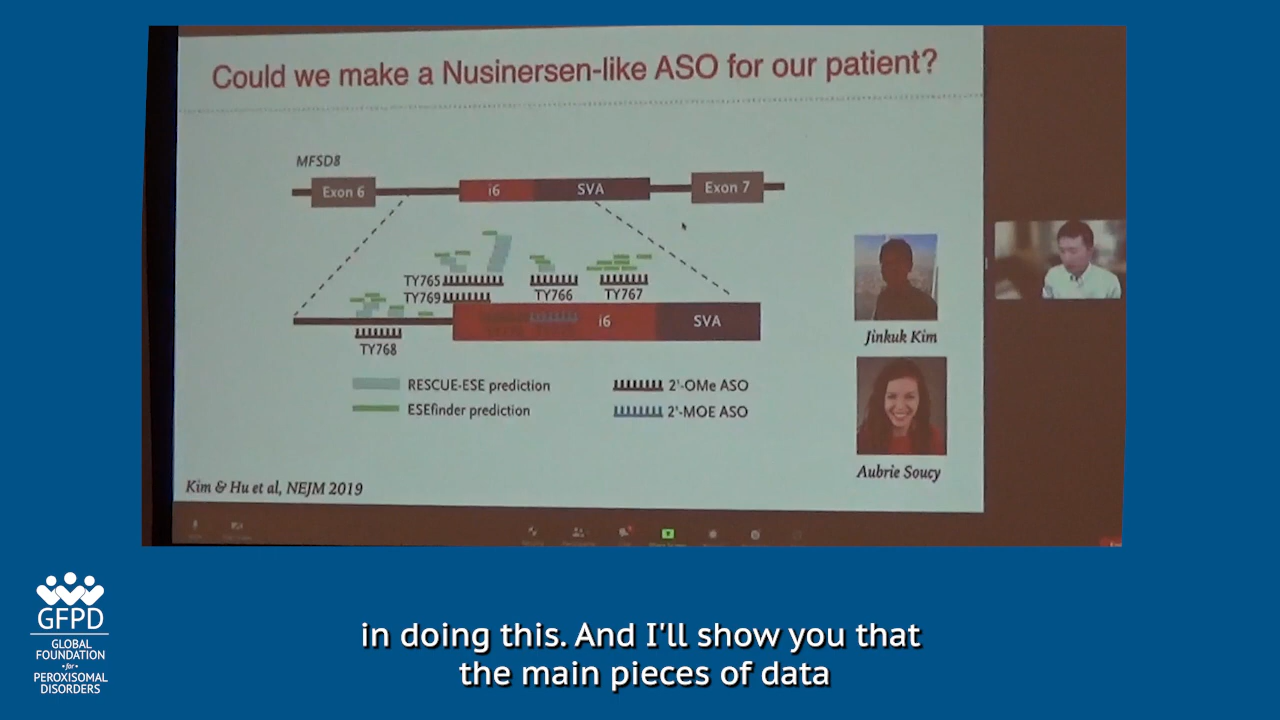 Could we make a Nusinersen-like ASO for our patient?
MFSD8
Exon 6
i6
SVA
Exon 7
TY765
TY769
TY766
TY767
i6
SVA
TY768
RESCUE-ESE prediction
2'-OMe ASO
ESEfinder prediction
2'-MOE ASO
Jinkuk Kim
Aubrie Soucy
Kim & Hu et al, NEJM 2019
GFPD
GLOBAL
FOUNDATION
for
PEROXISOMAL
DISORDERS
in doing this. And I'll show you that
the main pieces of data